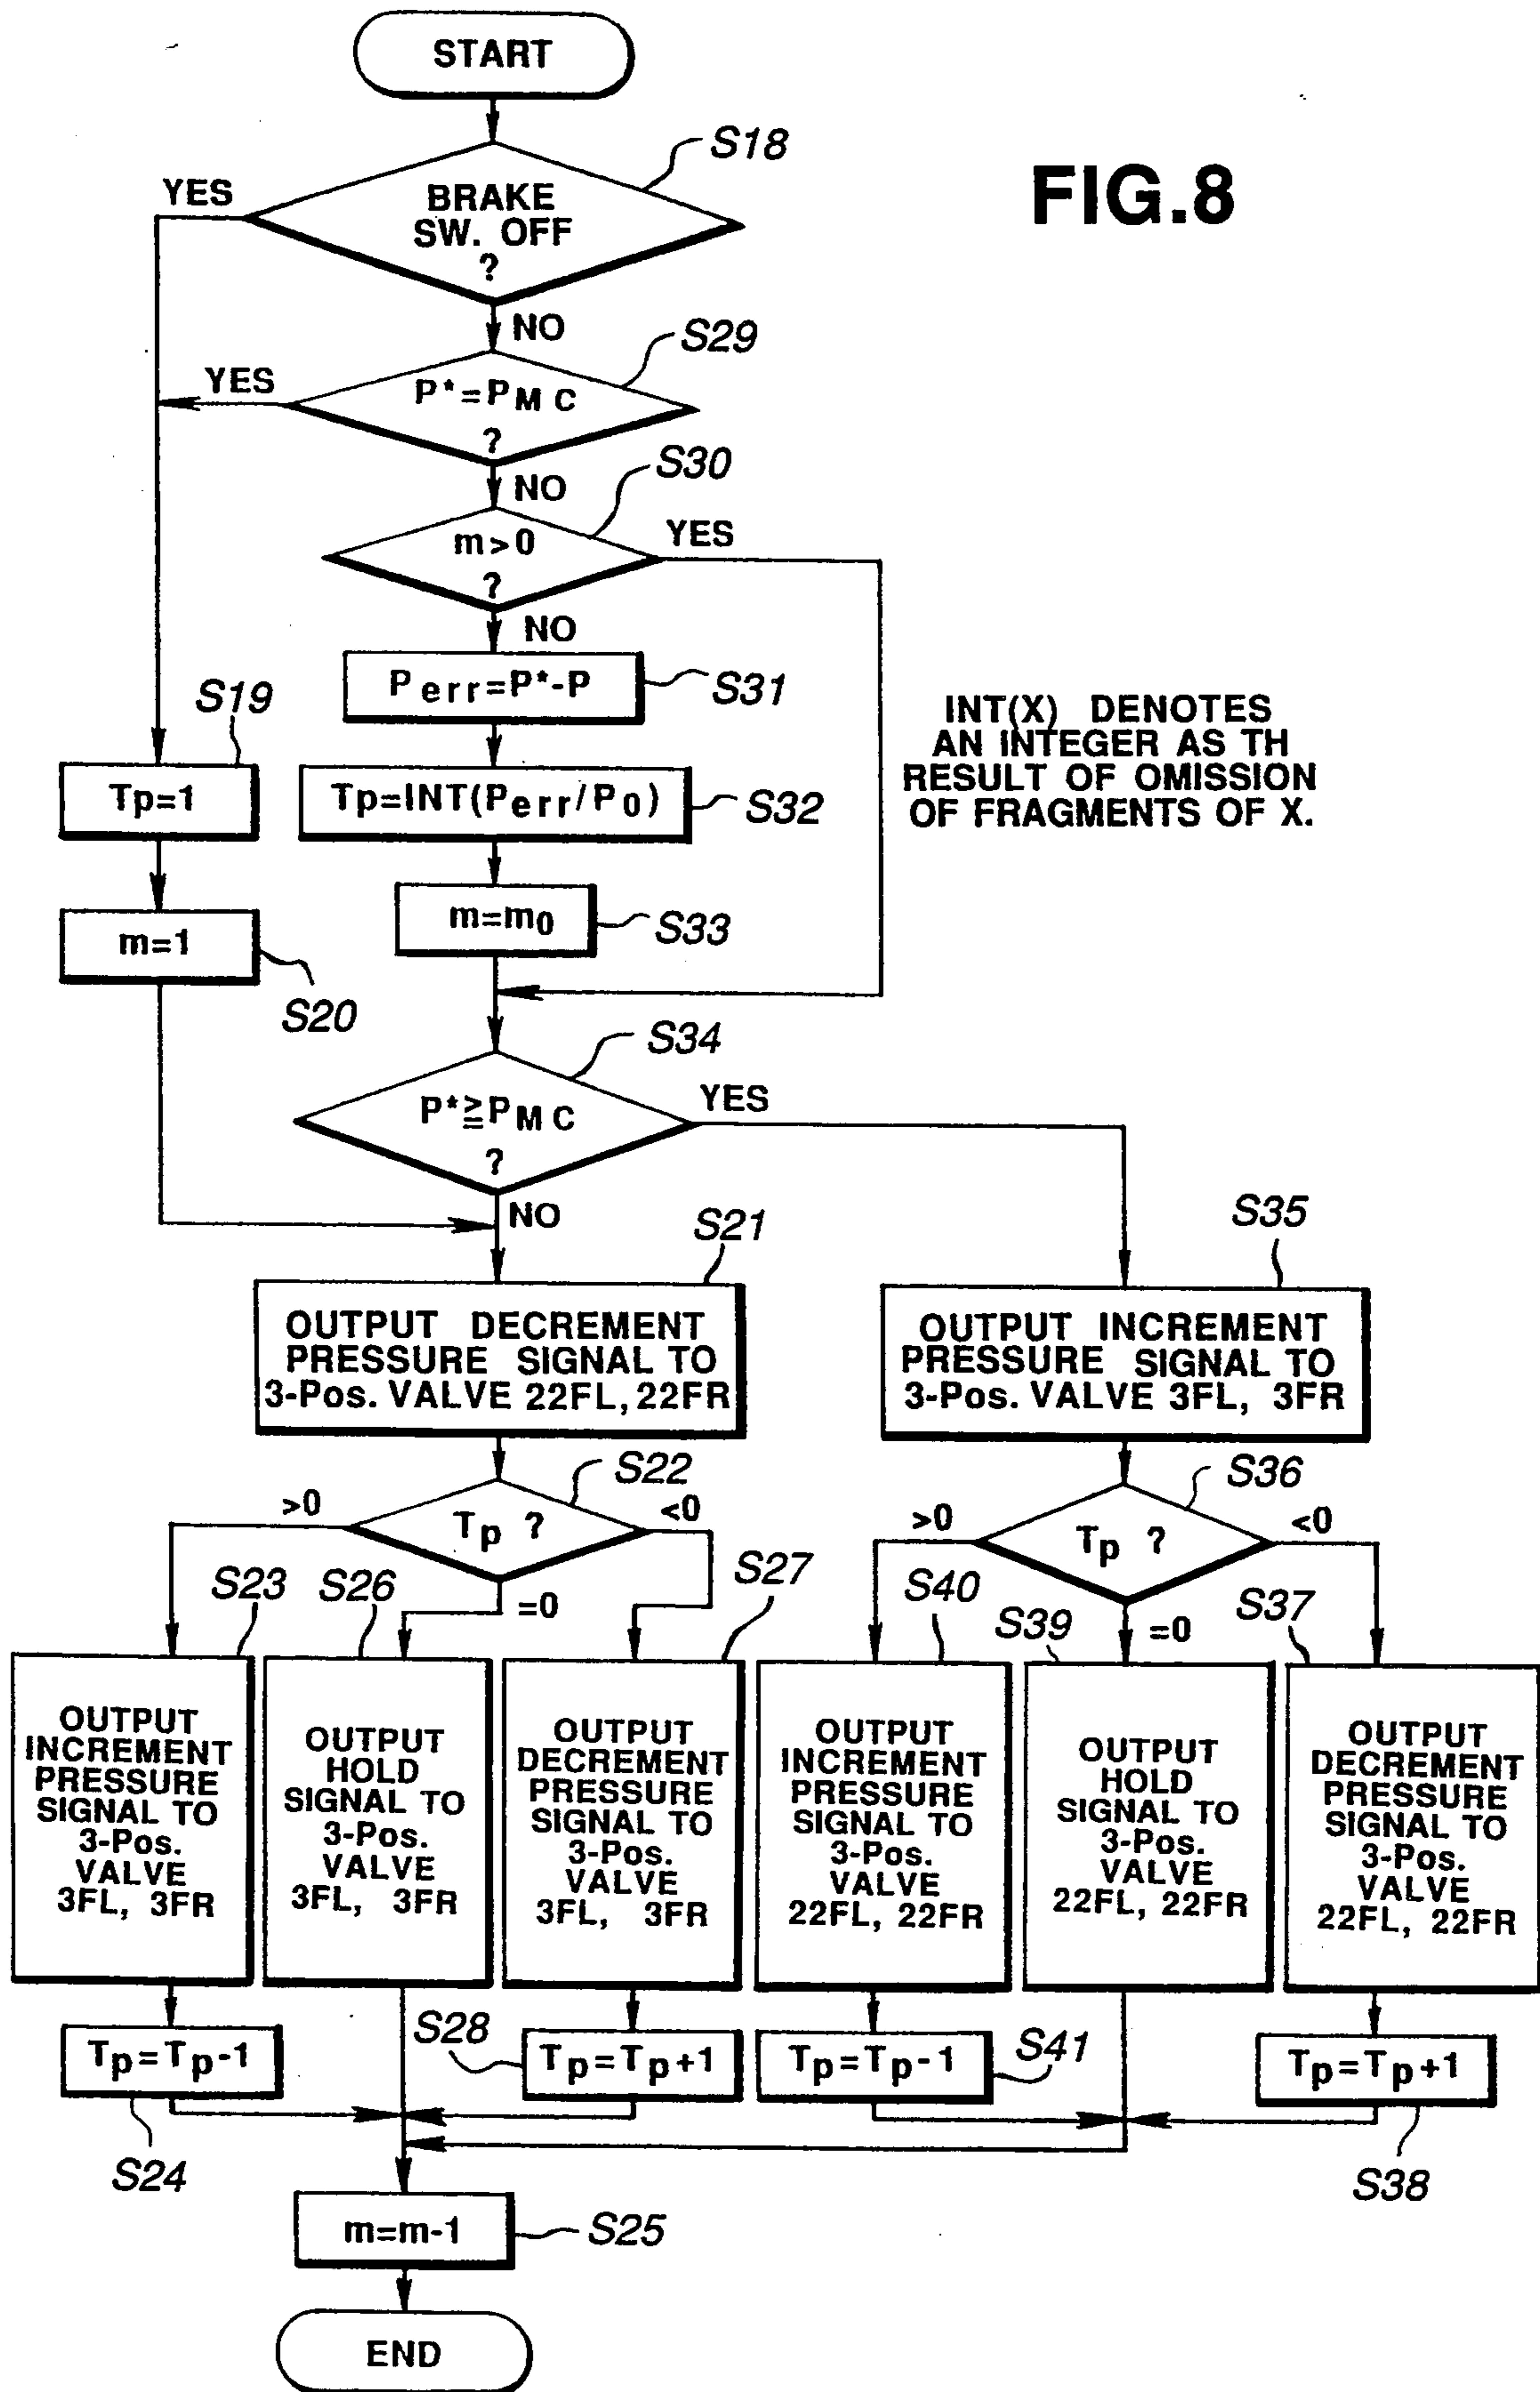 START
FIG.8
S18
YES
BRAKE
SW. OFF
?
NO
S29
YES
P*=PMC
?
NO
S30
m>0
?
YES
NO
Perr=P*-P
S31
S19
Tp=1
Tp=INT(Perr/P0)
S32
INT(X) DENOTES
AN INTEGER AS TH
RESULT OF OMISSION
OF FRAGMENTS OF X.
m=1
S20
m=m0
S33
S34
P*≧PMC
?
YES
NO
S21
OUTPUT DECREMENT
PRESSURE SIGNAL TO
3-Pos. VALVE 22FL, 22FR
S35
OUTPUT INCREMENT
PRESSURE SIGNAL TO
3-Pos. VALVE 3FL, 3FR
S22
>0
Tp ?
<0
=0
S36
>0
Tp ?
<0
=0
S23
OUTPUT
INCREMENT
PRESSURE
SIGNAL TO
3-Pos.
VALVE
3FL, 3FR
S26
OUTPUT
HOLD
SIGNAL TO
3-Pos.
VALVE
3FL, 3FR
S27
OUTPUT
DECREMENT
PRESSURE
SIGNAL TO
3-Pos.
VALVE
3FL, 3FR
S40
OUTPUT
INCREMENT
PRESSURE
SIGNAL TO
3-Pos.
VALVE
22FL, 22FR
S39
OUTPUT
HOLD
SIGNAL TO
3-Pos.
VALVE
22FL, 22FR
S37
OUTPUT
DECREMENT
PRESSURE
SIGNAL TO
3-Pos.
VALVE
22FL, 22FR
Tp=Tp-1
S24
S28
Tp=Tp+1
Tp=Tp-1
S41
Tp=Tp+1
S38
m=m-1
S25
END